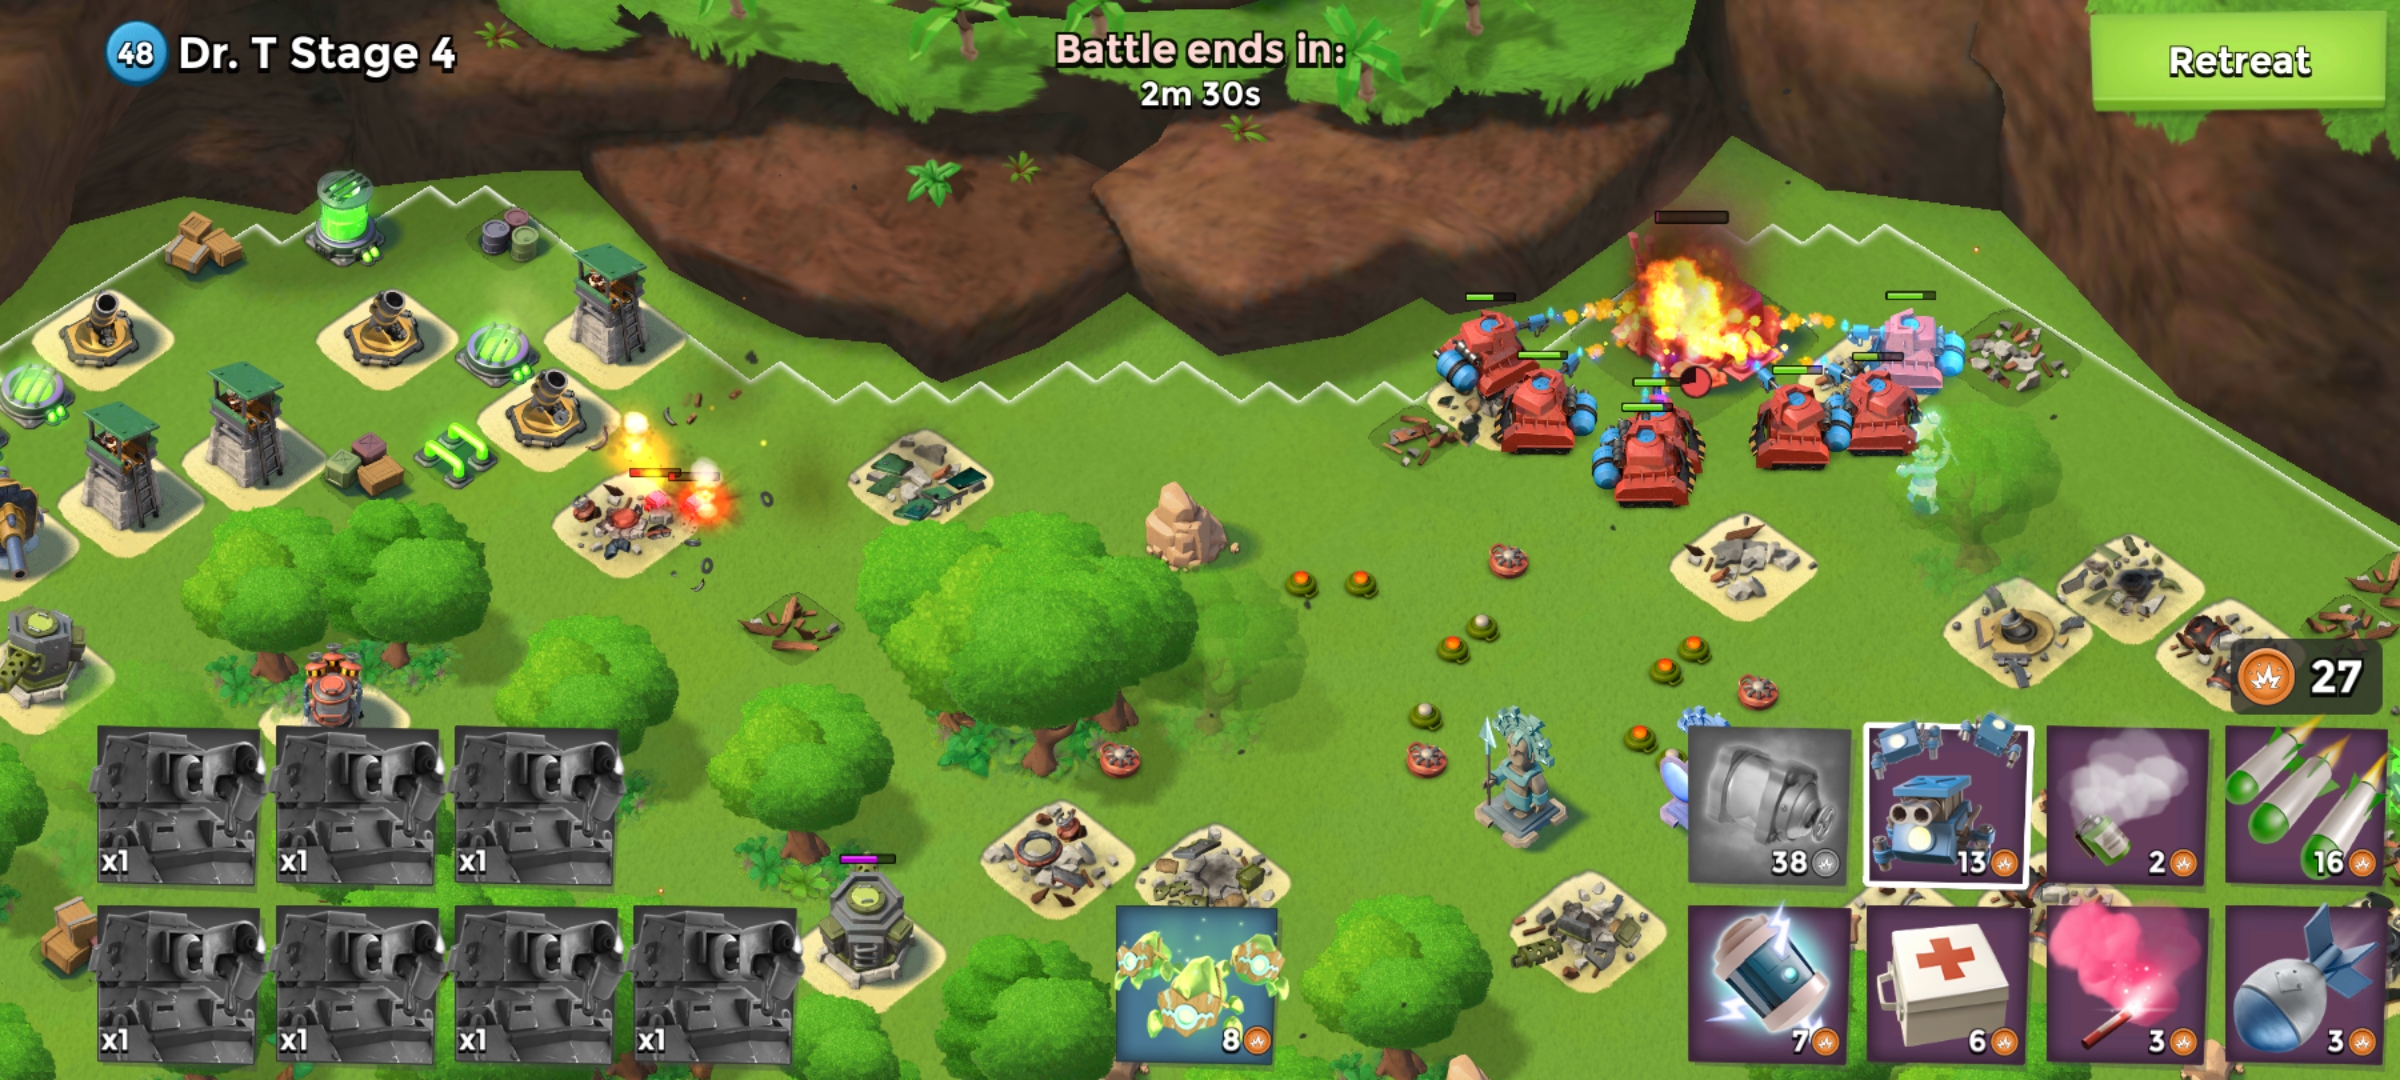 48 Dr. T Stage 4
Battle ends in:
2m 30s
Retreat
27
x1 x1 x1
38 13 2 16
x1 x1 x1 x1
8
7 6 3 3